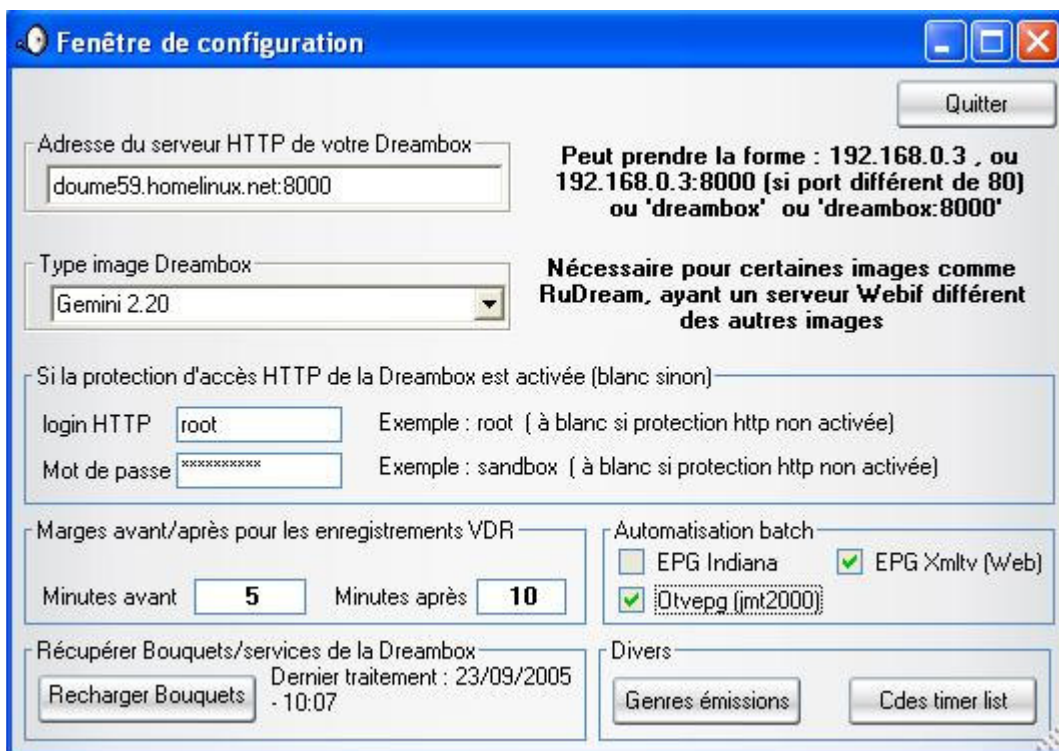 Fenêtre de configuration
Quitter
Adresse du serveur HTTP de votre Dreambox
doume59.homelinux.net:8000
Peut prendre la forme : 192.168.0.3 , ou
192.168.0.3:8000 (si port différent de 80)
ou 'dreambox' ou 'dreambox:8000'
Type image Dreambox
Gemini 2.20
Nécessaire pour certaines images comme
RuDream, ayant un serveur Webif différent
des autres images
Si la protection d'accès HTTP de la Dreambox est activée (blanc sinon)
login HTTP root Exemple : root ( à blanc si protection http non activée)
Mot de passe ********** Exemple : sandbox ( à blanc si protection http non activée)
Marges avant/après pour les enregistrements VDR
Minutes avant 5 Minutes après 10
Automatisation batch
EPG Indiana EPG Xmltv (Web)
Otvepg (jmt2000)
Récupérer Bouquets/services de la Dreambox
Recharger Bouquets
Dernier traitement : 23/09/2005
- 10:07
Divers
Genres émissions Cdes timer list